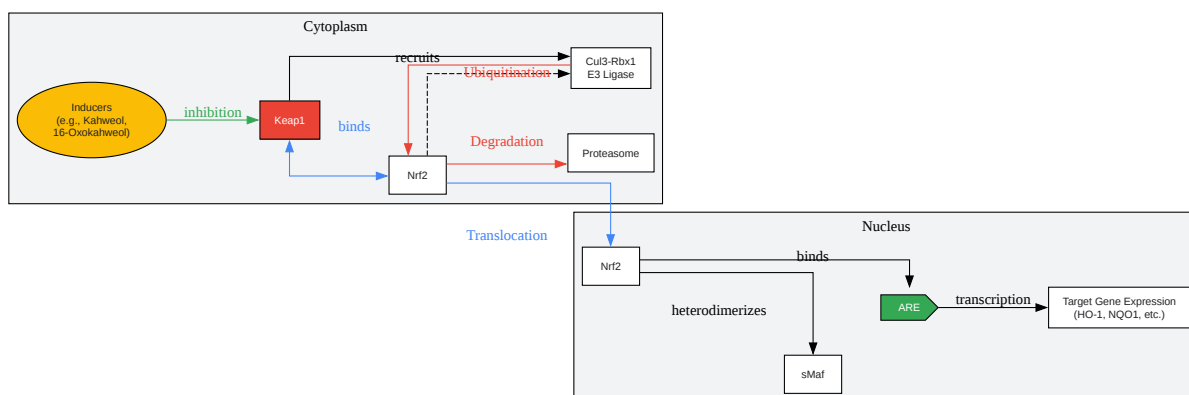 Cytoplasm
recruits
Cul3-Rbx1
E3 Ligase
Ubiquitination
Inducers
(e.g., Kahweol,
16-Oxokahweol)
inhibition
Keap1
binds
Degradation
Proteasome
Nrf2
Translocation
Nucleus
Nrf2
binds
ARE
transcription
Target Gene Expression
(HO-1, NQO1, etc.)
heterodimerizes
sMaf